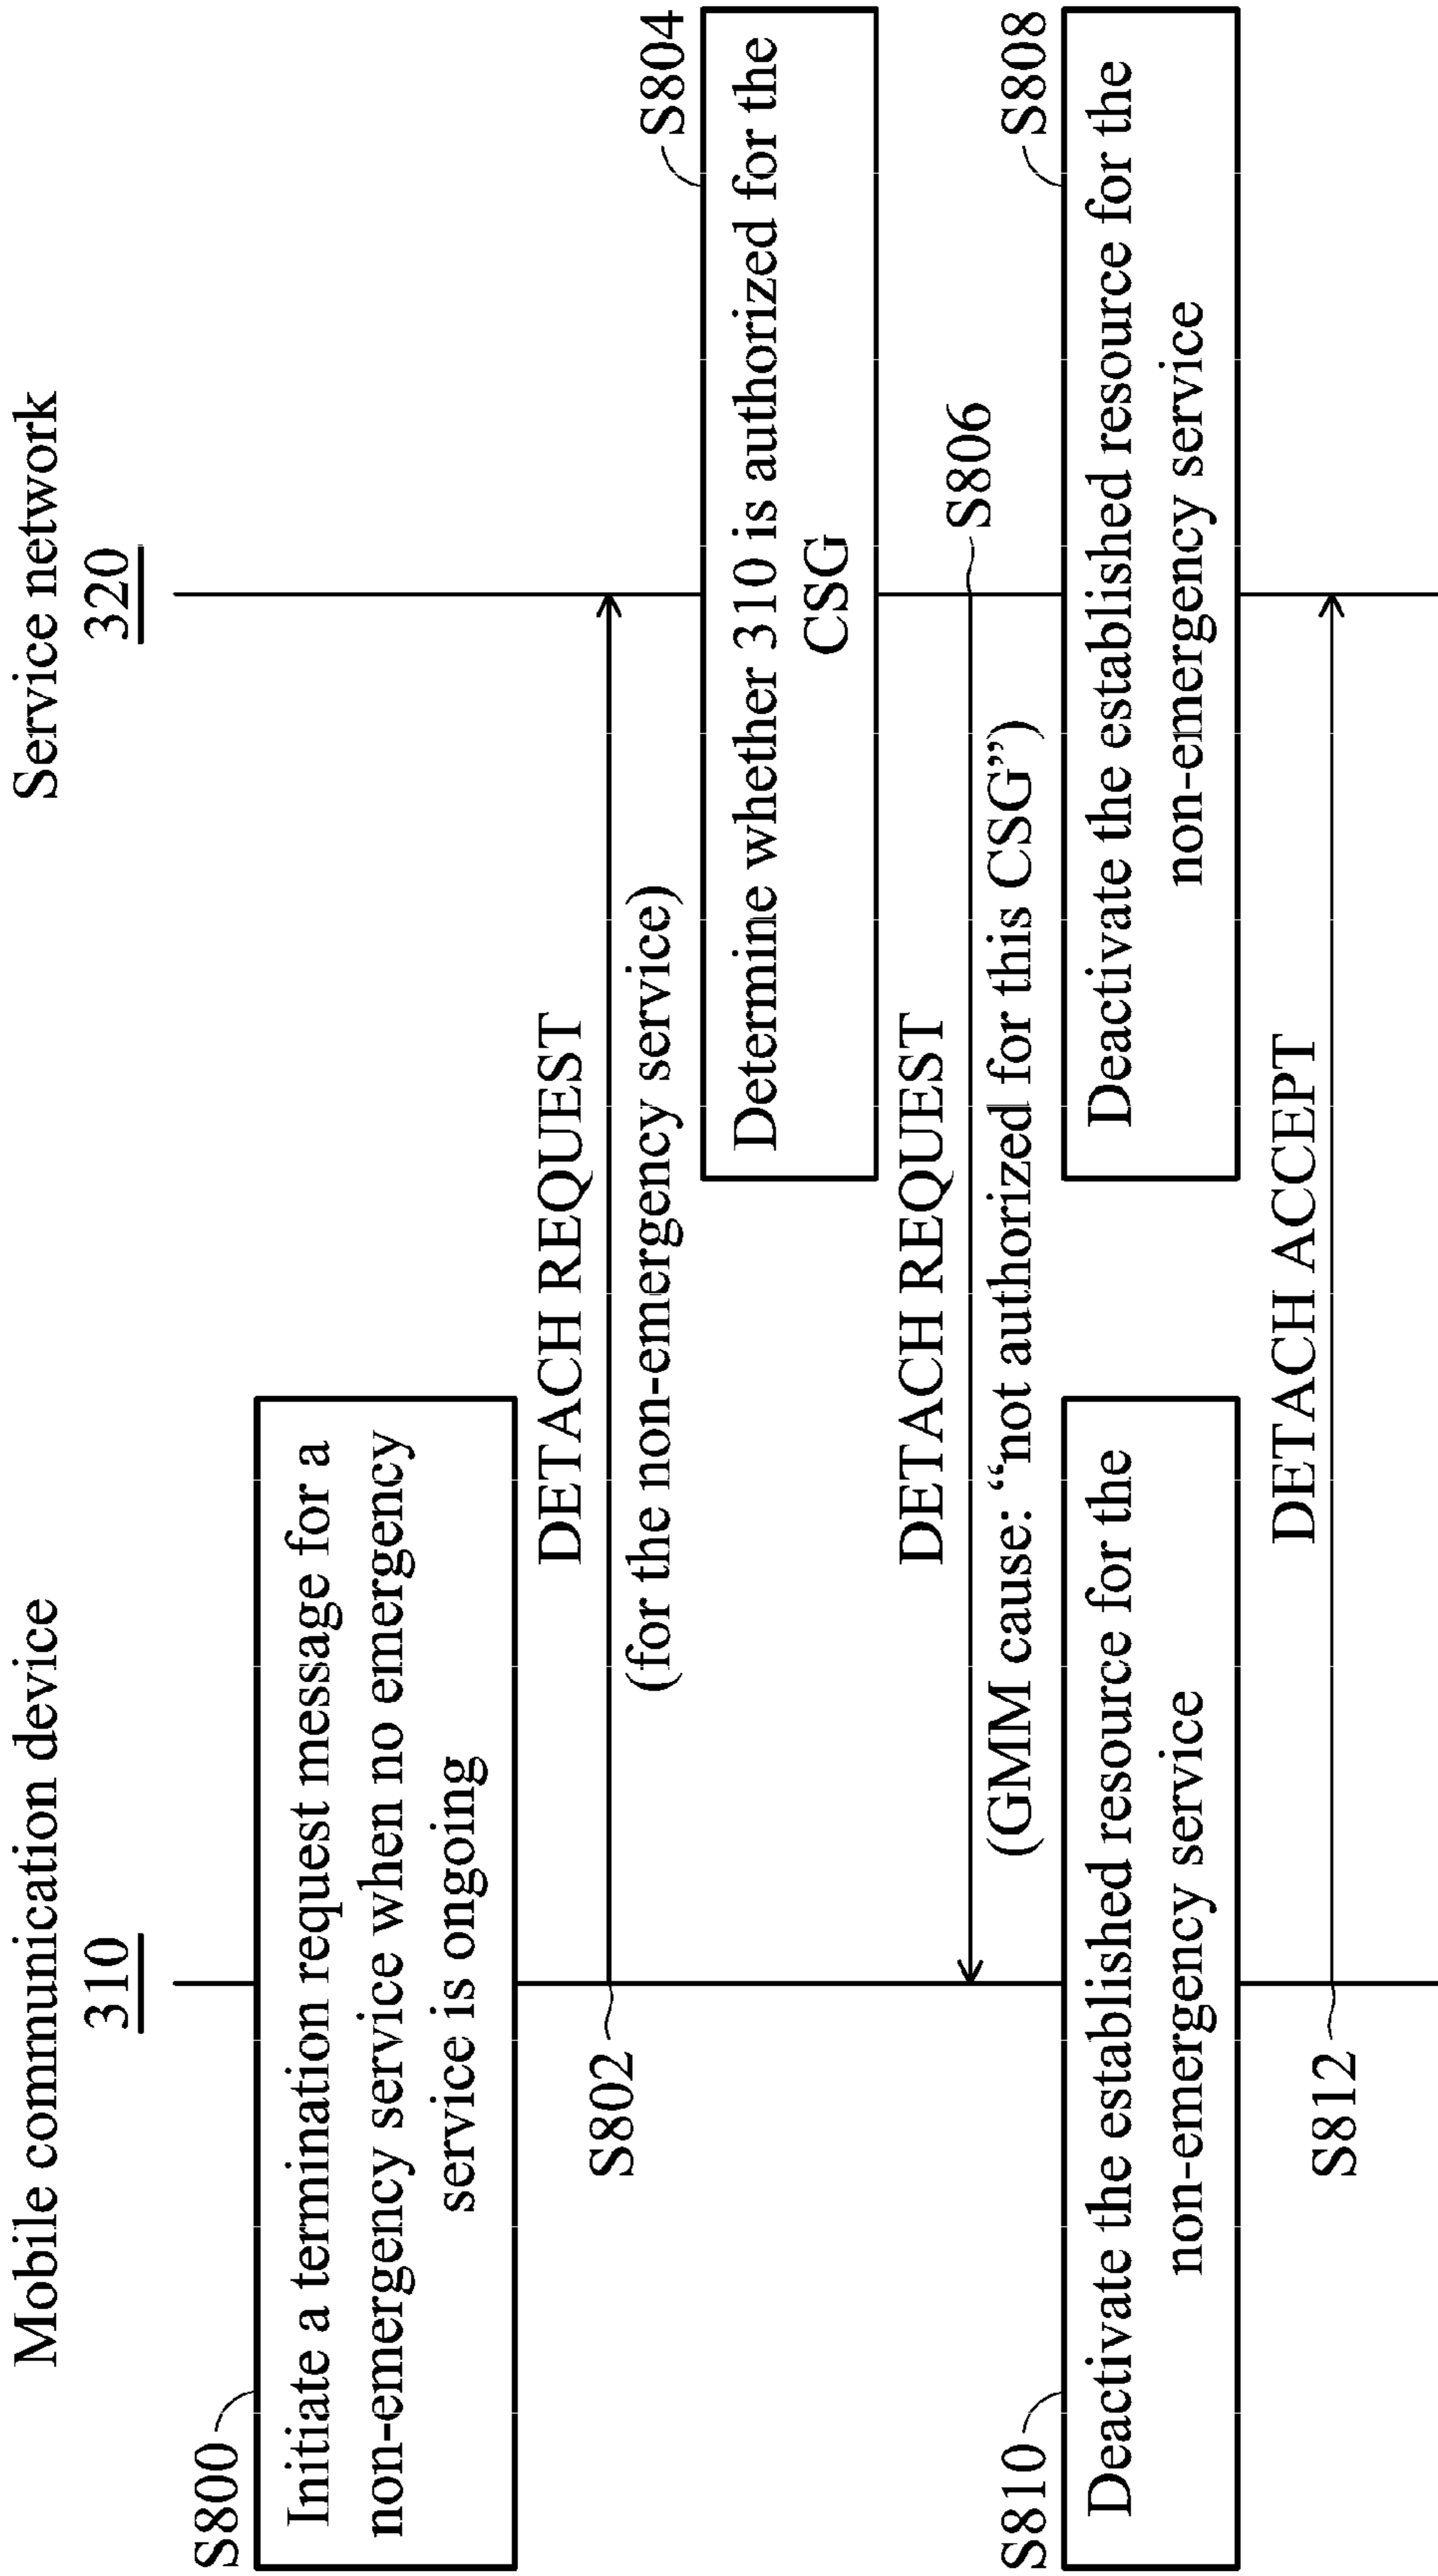 Mobile communication device
310
Service network
320
S800
Initiate a termination request message for a
non-emergency service when no emergency
service is ongoing
DETACH REQUEST
S802
(for the non-emergency service)
S804
Determine whether 310 is authorized for the
CSG
DETACH REQUEST
S806
(GMM cause: “not authorized for this CSG”)
S808
Deactivate the established resource for the
non-emergency service
S810
Deactivate the established resource for the
non-emergency service
DETACH ACCEPT
S812